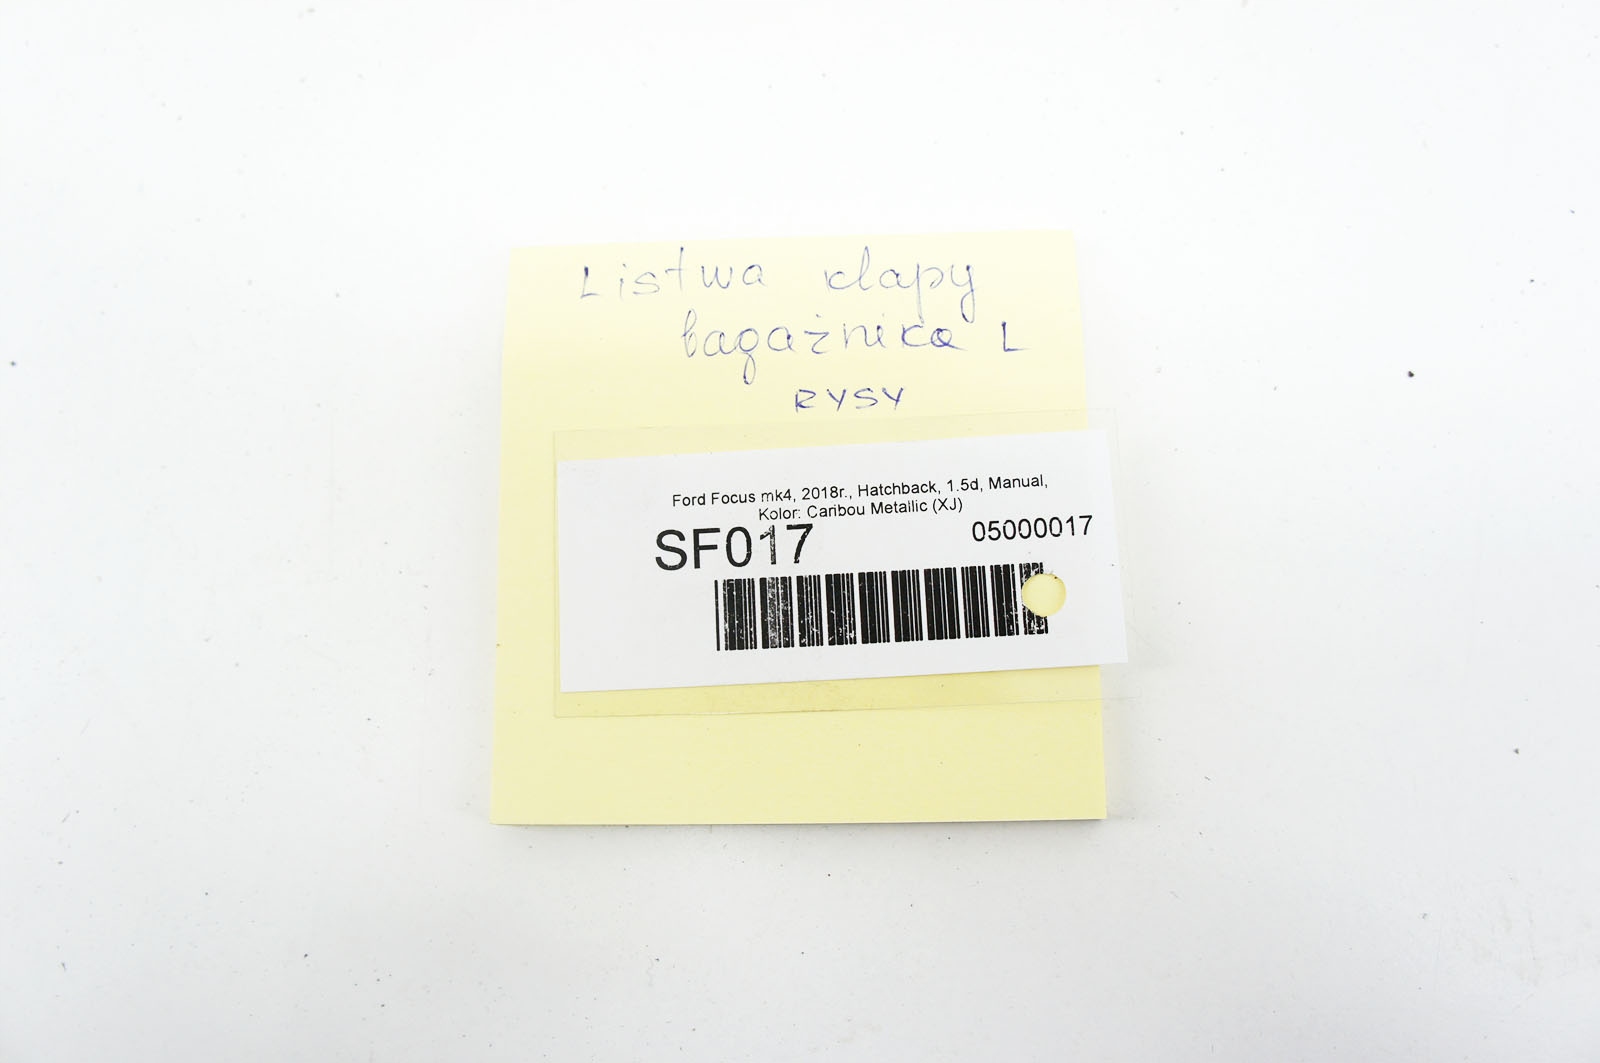 Listwa klapy
bagażnika L
RYSY
Ford Focus mk4, 2018r., Hatchback, 1.5d, Manual,
Kolor: Caribou Metallic (XJ)
SF017 05000017